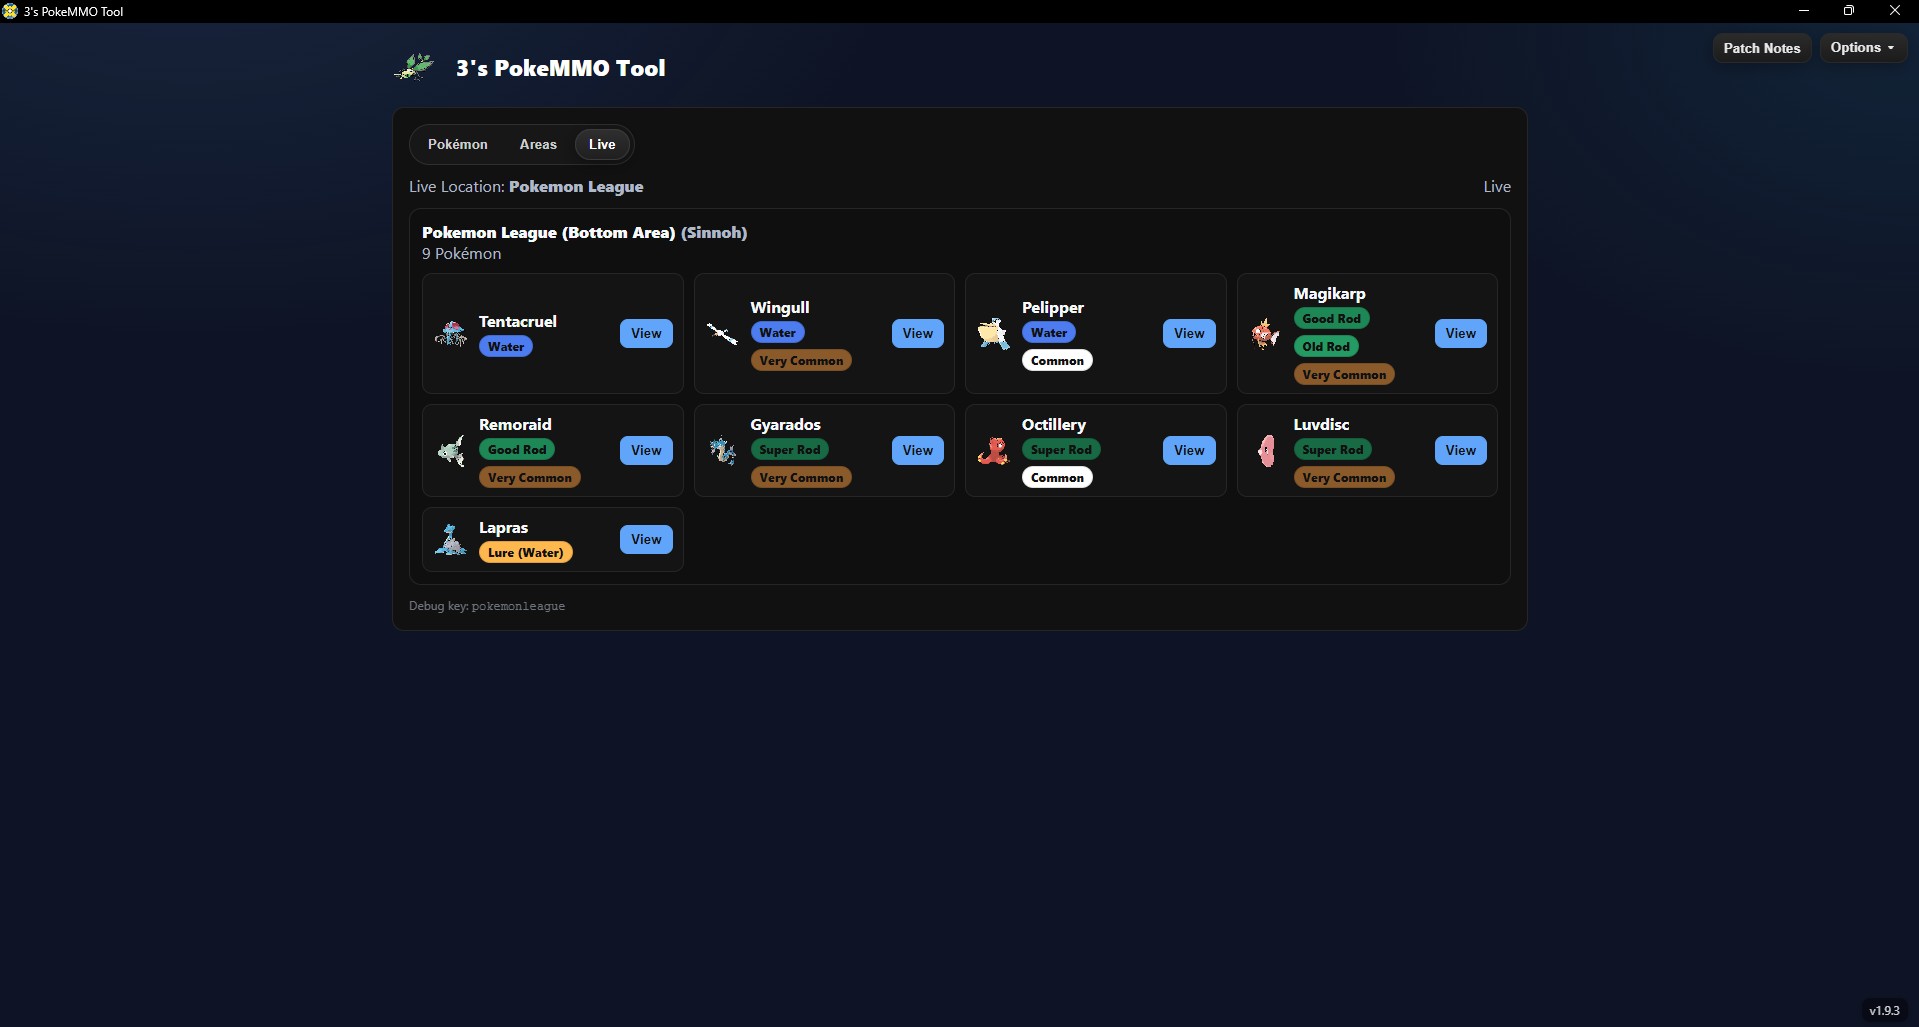 3's PokeMMO Tool
Patch Notes
Options
3's PokeMMO Tool
Pokémon
Areas
Live
Live Location: Pokemon League
Live
Pokemon League (Bottom Area) (Sinnoh)
9 Pokémon
Tentacruel
Water
View
Wingull
Water
Very Common
View
Pelipper
Water
Common
View
Magikarp
Good Rod
Old Rod
Very Common
View
Remoraid
Good Rod
Very Common
View
Gyarados
Super Rod
Very Common
View
Octillery
Super Rod
Common
View
Luvdisc
Super Rod
Very Common
View
Lapras
Lure (Water)
View
Debug key: pokemonleague
v1.9.3